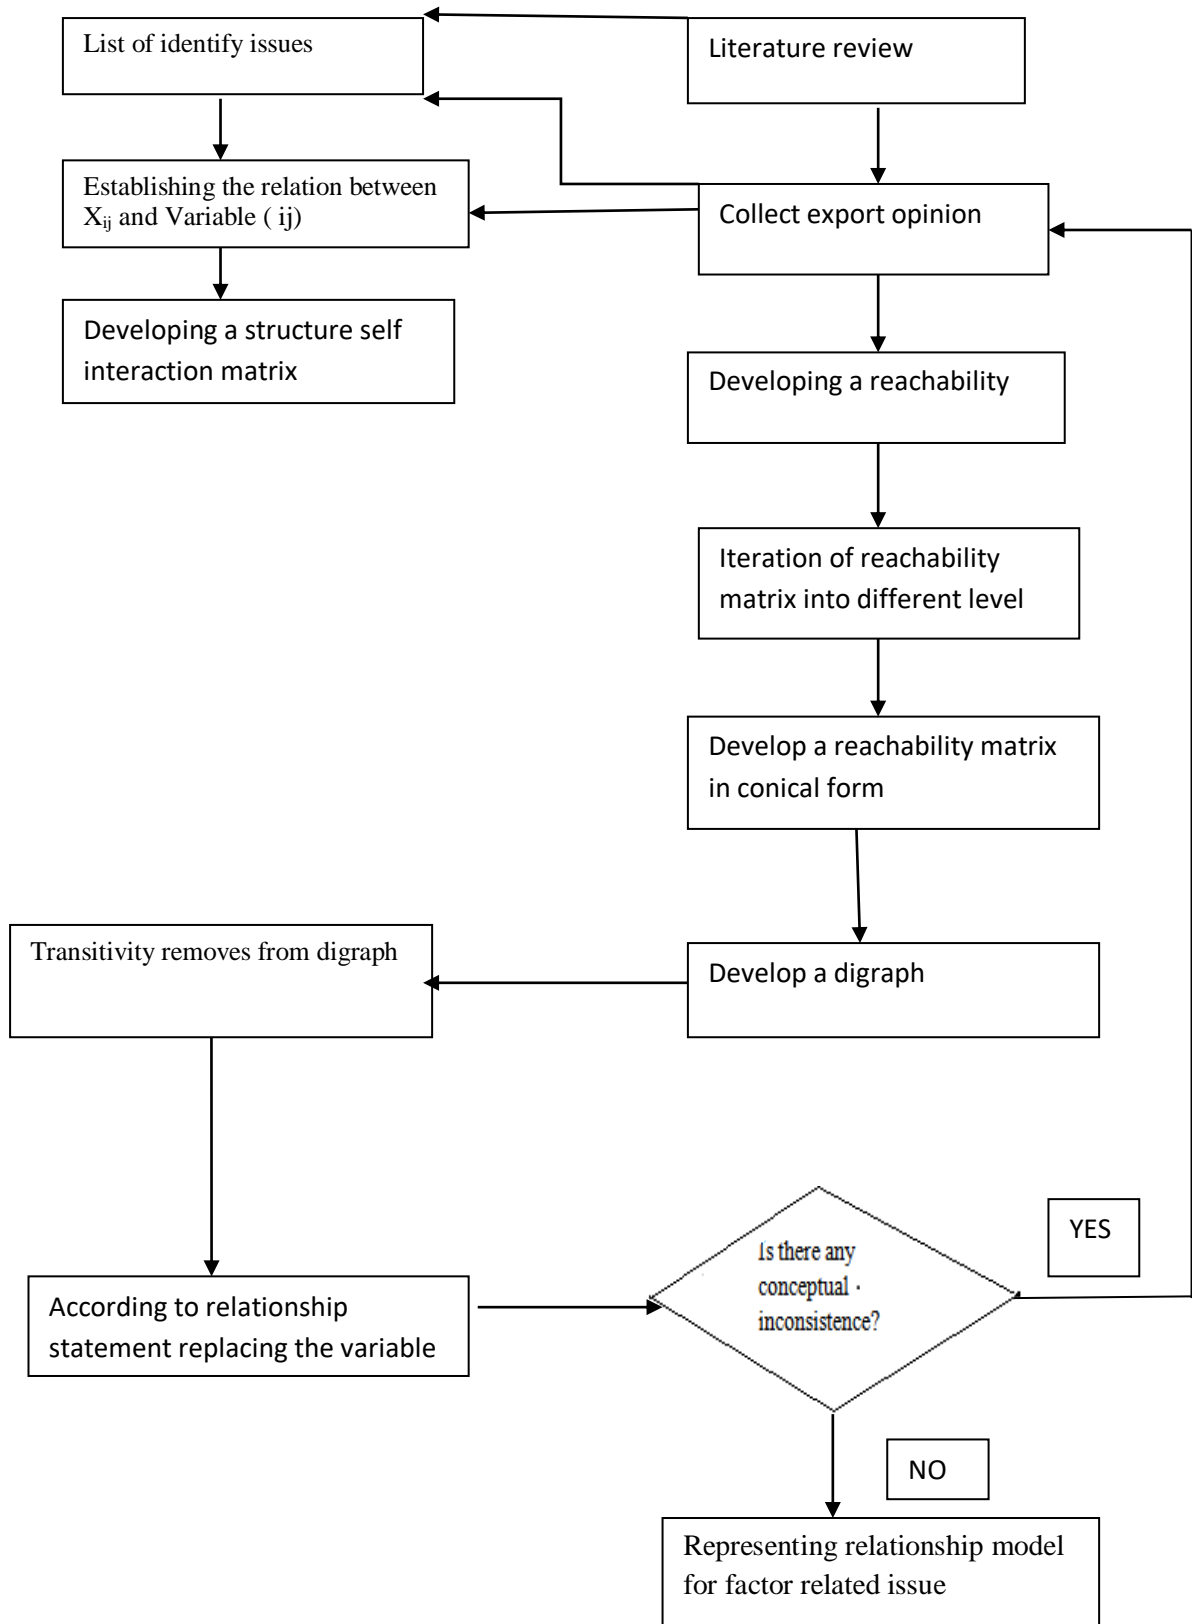 List of identify issues
Literature review
Establishing the relation between
X_ij and Variable ( ij)
Collect export opinion
Developing a structure self
interaction matrix
Developing a reachability
Iteration of reachability
matrix into different level
Develop a reachability matrix
in conical form
Transitivity removes from digraph
Develop a digraph
According to relationship
statement replacing the variable
Is there any
conceptual
inconsistence?
YES
NO
Representing relationship model
for factor related issue